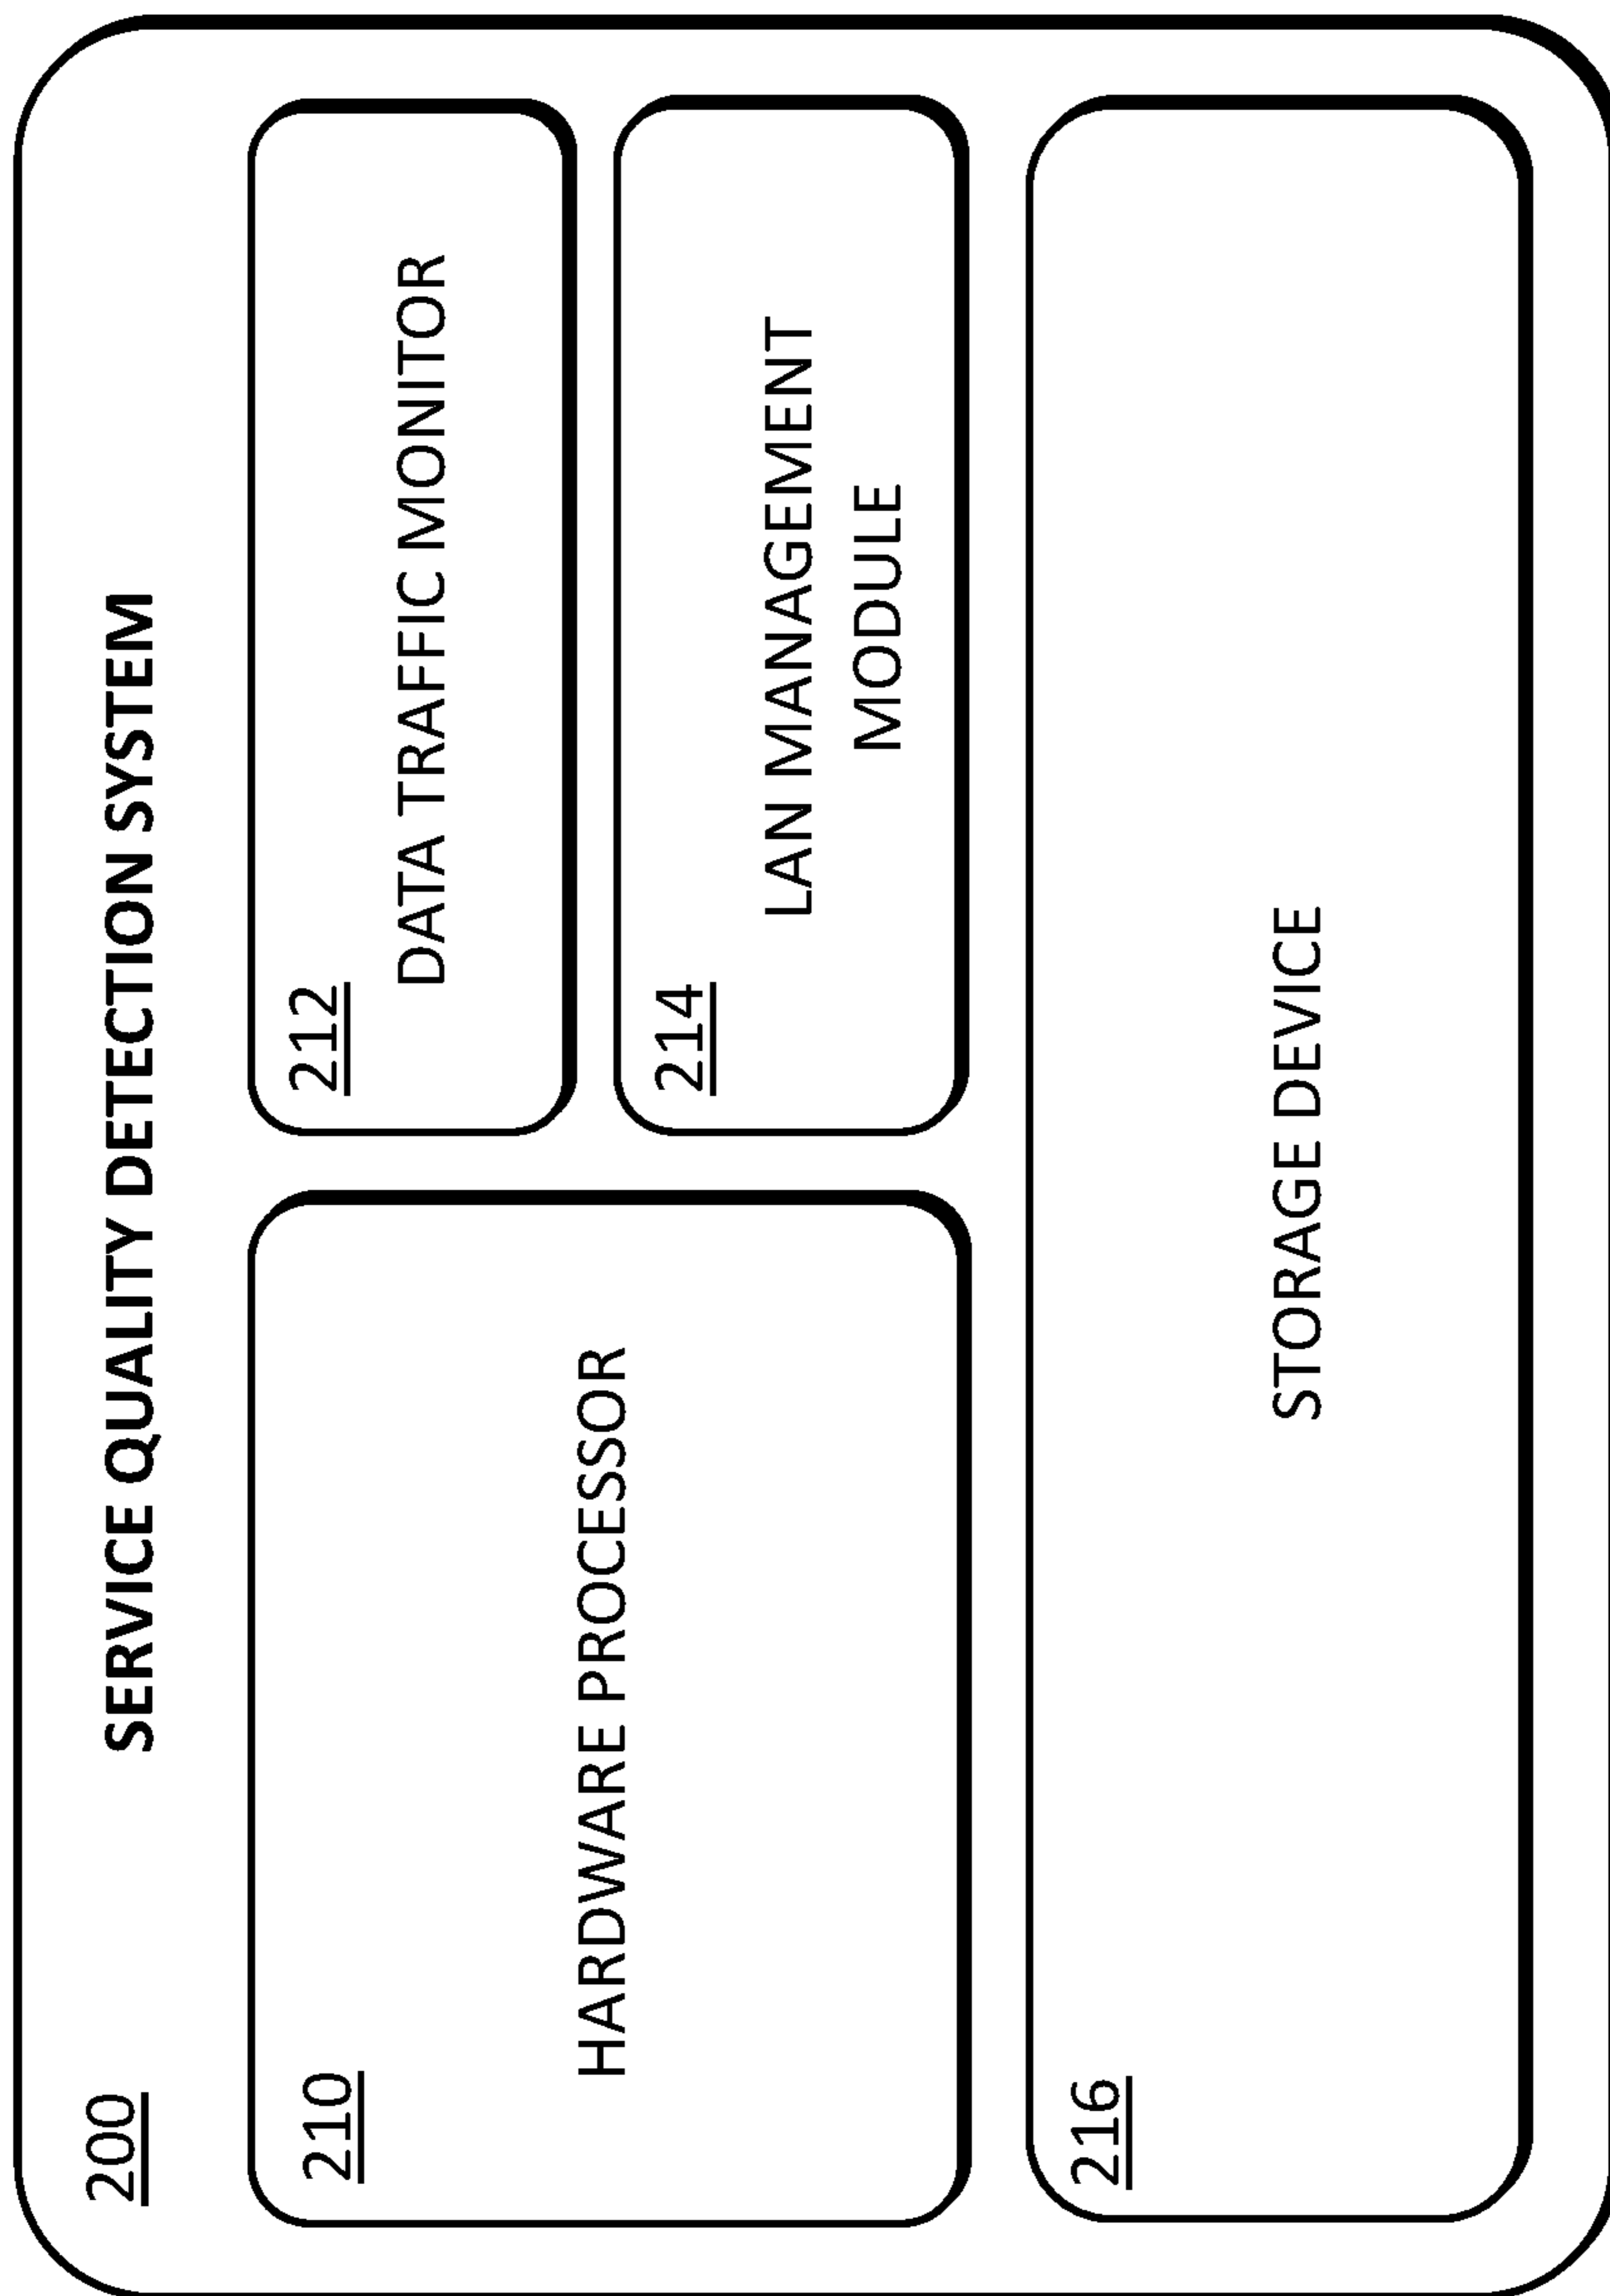 200
SERVICE QUALITY DETECTION SYSTEM
210
HARDWARE PROCESSOR
212
DATA TRAFFIC MONITOR
214
LAN MANAGEMENT
MODULE
216
STORAGE DEVICE